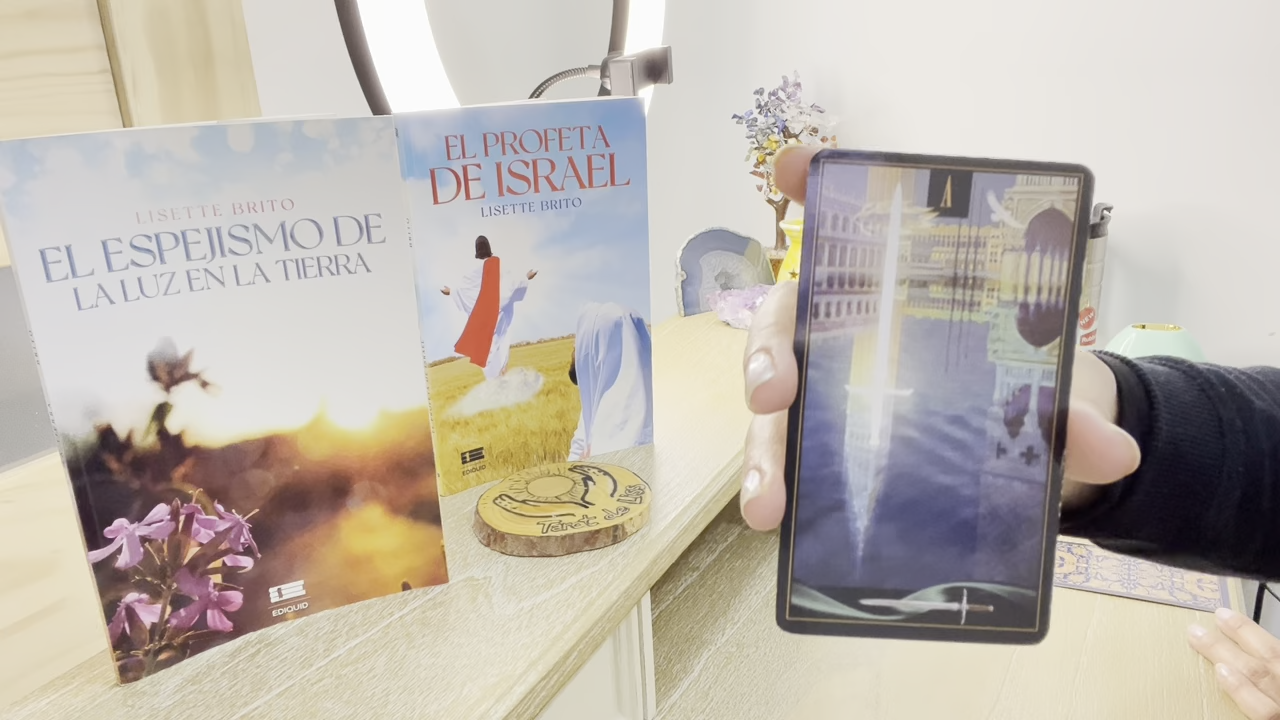 LISETTE BRITO
EL ESPEJISMO DE
LA LUZ EN LA TIERRA
EDIQUID
EL PROFETA
DE ISRAEL
LISETTE BRITO
EDIQUID
Tarot de Liss
A